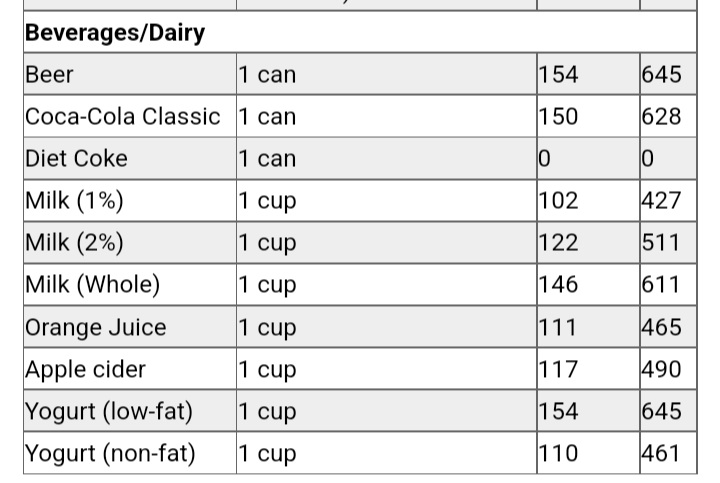 Beverages/Dairy
Beer 1 can 154 645
Coca-Cola Classic 1 can 150 628
Diet Coke 1 can 0 0
Milk (1%) 1 cup 102 427
Milk (2%) 1 cup 122 511
Milk (Whole) 1 cup 146 611
Orange Juice 1 cup 111 465
Apple cider 1 cup 117 490
Yogurt (low-fat) 1 cup 154 645
Yogurt (non-fat) 1 cup 110 461